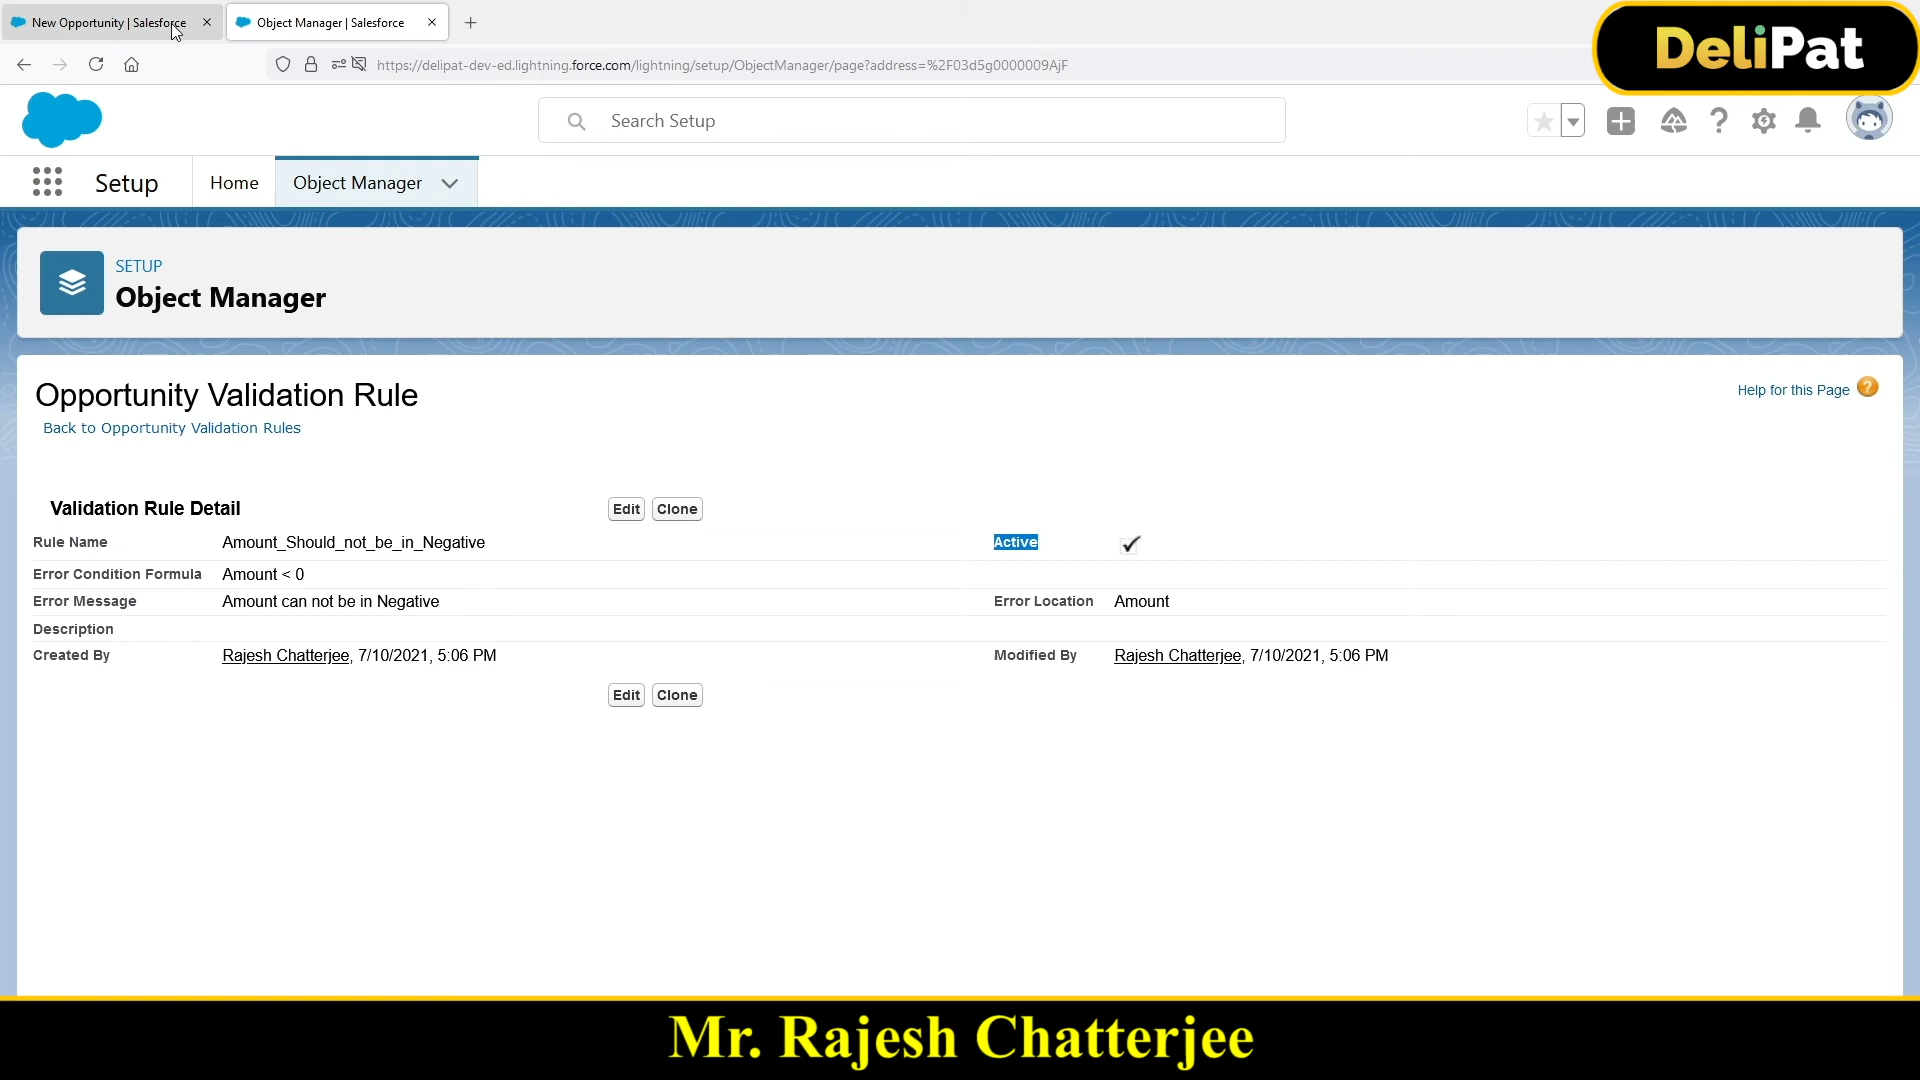 New Opportunity | Salesforce
Object Manager | Salesforce
https://delipat-dev-ed.lightning.force.com/lightning/setup/ObjectManager/page?address=%2F03d5g0000009AjF
DeliPat
Search Setup
Setup
Home
Object Manager
SETUP
Object Manager
Opportunity Validation Rule
Help for this Page
Back to Opportunity Validation Rules
Validation Rule Detail
Edit
Clone
Rule Name Amount_Should_not_be_in_Negative Active
Error Condition Formula Amount < 0
Error Message Amount can not be in Negative Error Location Amount
Description
Created By Rajesh Chatterjee, 7/10/2021, 5:06 PM Modified By Rajesh Chatterjee, 7/10/2021, 5:06 PM
Edit
Clone
Mr. Rajesh Chatterjee